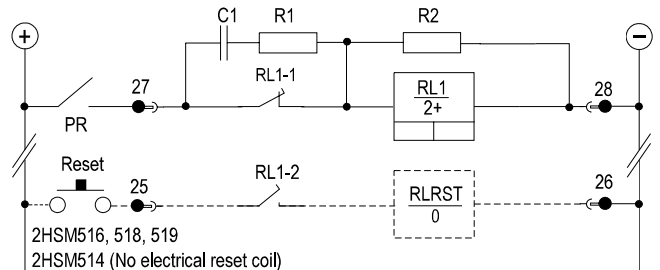 C1 R1 R2
+
−
RL1-1
27
RL1
2+
28
PR
Reset
25
RL1-2
RLRST
0
26
2HSM516, 518, 519
2HSM514 (No electrical reset coil)